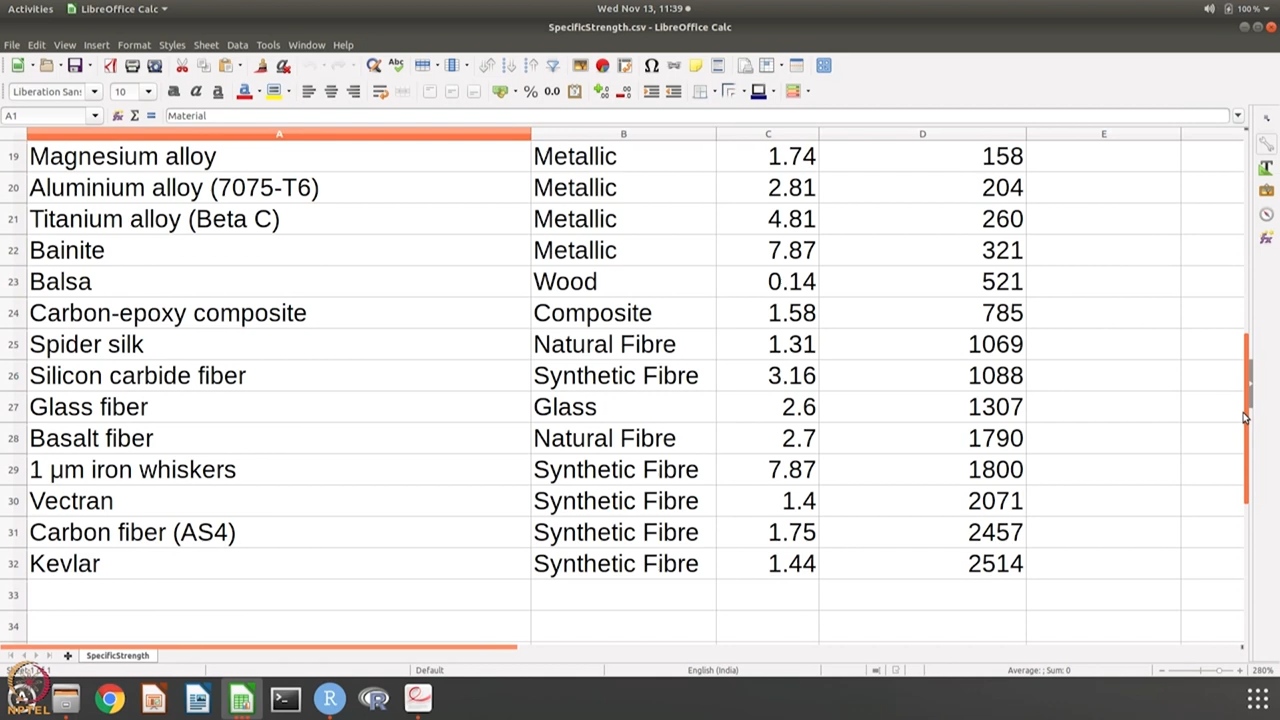 Activities LibreOffice Calc Wed Nov 13, 11:39 100 %
SpecificStrength.csv - LibreOffice Calc
File Edit View Insert Format Styles Sheet Data Tools Window Help
Liberation Sans 10
A1 Material
A B C D E
19 Magnesium alloy Metallic 1.74 158
20 Aluminium alloy (7075-T6) Metallic 2.81 204
21 Titanium alloy (Beta C) Metallic 4.81 260
22 Bainite Metallic 7.87 321
23 Balsa Wood 0.14 521
24 Carbon-epoxy composite Composite 1.58 785
25 Spider silk Natural Fibre 1.31 1069
26 Silicon carbide fiber Synthetic Fibre 3.16 1088
27 Glass fiber Glass 2.6 1307
28 Basalt fiber Natural Fibre 2.7 1790
29 1 μm iron whiskers Synthetic Fibre 7.87 1800
30 Vectran Synthetic Fibre 1.4 2071
31 Carbon fiber (AS4) Synthetic Fibre 1.75 2457
32 Kevlar Synthetic Fibre 1.44 2514
33
34
SpecificStrength
Default English (India) Average: ; Sum: 0 280%
NPTEL